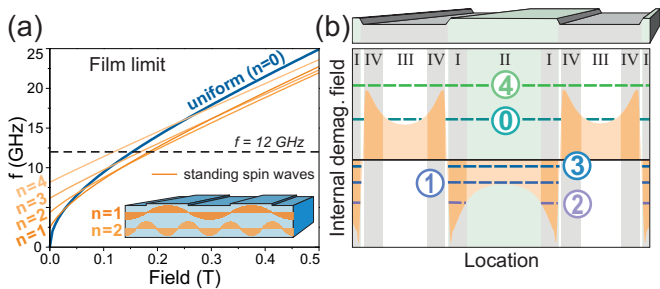 (a)
25
20
15
10
5
0
f (GHz)
Film limit
uniform (n=0)
f = 12 GHz
standing spin waves
n=4
n=3
n=2
n=1
n=1
n=2
0.0 0.1 0.2 0.3 0.4 0.5
Field (T)
(b)
I IV III IV I II I IV III IV I
Internal demag. field
4
0
3
1
2
Location